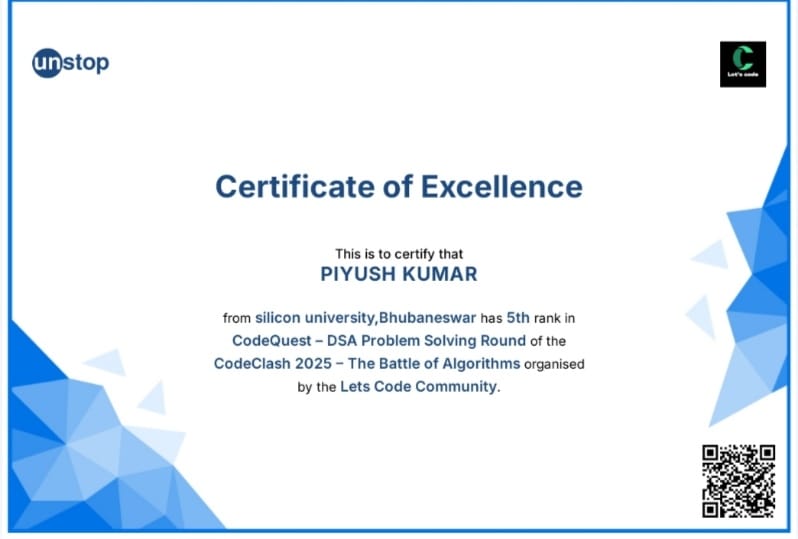 unstop
Let's code
Certificate of Excellence
This is to certify that
PIYUSH KUMAR
from silicon university,Bhubaneswar has 5th rank in
CodeQuest – DSA Problem Solving Round of the
CodeClash 2025 – The Battle of Algorithms organised
by the Lets Code Community.